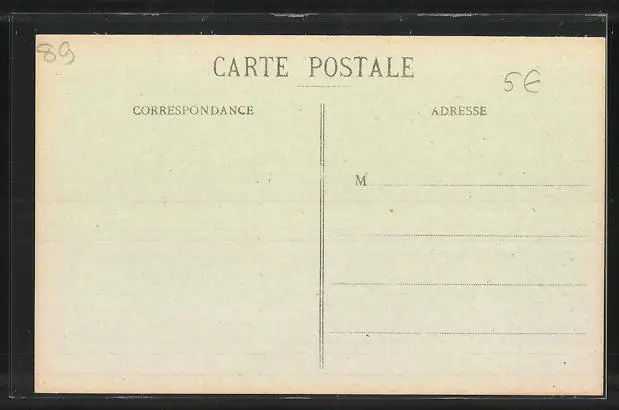 89
CARTE POSTALE
5€
CORRESPONDANCE
ADRESSE
M